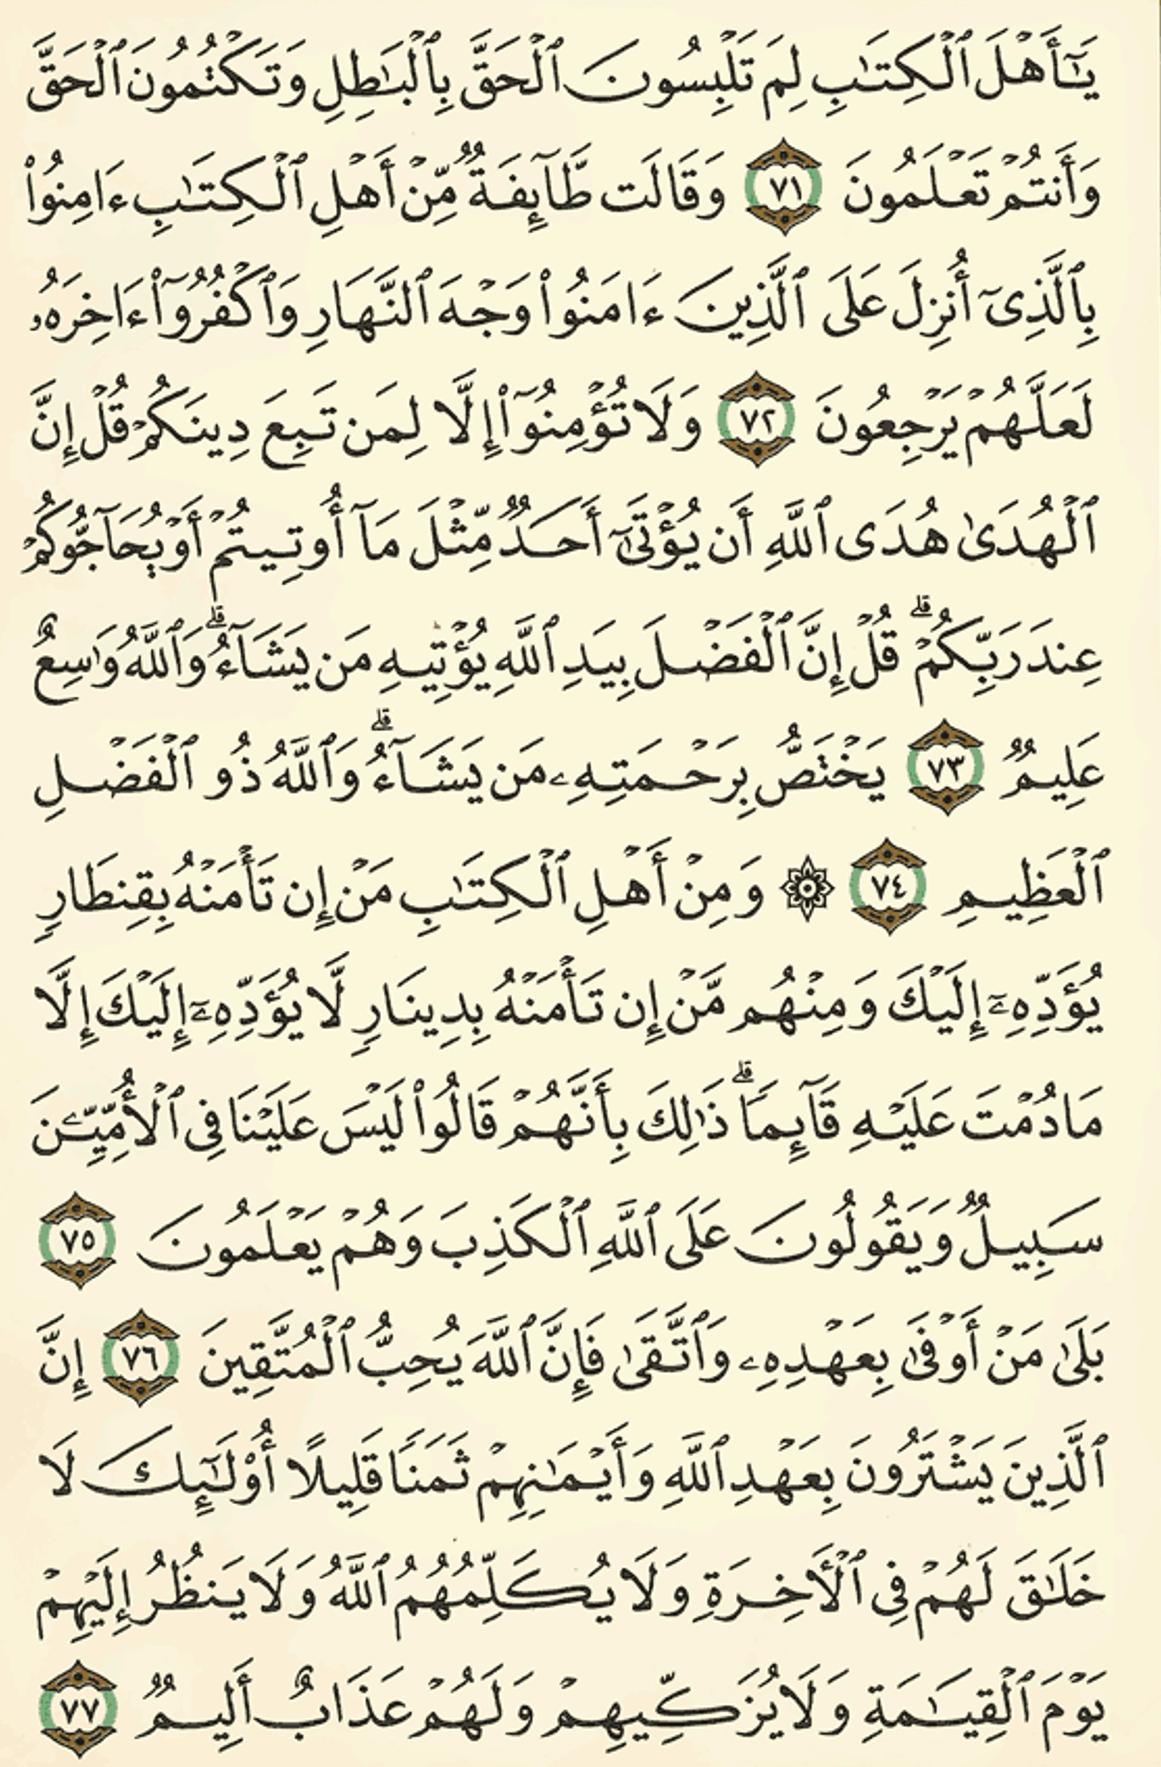 يَـٰٓأَهْلَ ٱلْكِتَـٰبِ لِمَ تَلْبِسُونَ ٱلْحَقَّ بِٱلْبَـٰطِلِ وَتَكْتُمُونَ ٱلْحَقَّ
وَأَنتُمْ تَعْلَمُونَ ٧١ وَقَالَت طَّآئِفَةٌ مِّنْ أَهْلِ ٱلْكِتَـٰبِ ءَامِنُوا۟
بِٱلَّذِىٓ أُنزِلَ عَلَى ٱلَّذِينَ ءَامَنُوا۟ وَجْهَ ٱلنَّهَارِ وَٱكْفُرُوٓا۟ ءَاخِرَهُۥ
لَعَلَّهُمْ يَرْجِعُونَ ٧٢ وَلَا تُؤْمِنُوٓا۟ إِلَّا لِمَن تَبِعَ دِينَكُمْ قُلْ إِنَّ
ٱلْهُدَىٰ هُدَى ٱللَّهِ أَن يُؤْتَىٰٓ أَحَدٌ مِّثْلَ مَآ أُوتِيتُمْ أَوْ يُحَآجُّوكُمْ
عِندَ رَبِّكُمْ ۗ قُلْ إِنَّ ٱلْفَضْلَ بِيَدِ ٱللَّهِ يُؤْتِيهِ مَن يَشَآءُ ۗ وَٱللَّهُ وَٰسِعٌ
عَلِيمٌ ٧٣ يَخْتَصُّ بِرَحْمَتِهِۦ مَن يَشَآءُ ۗ وَٱللَّهُ ذُو ٱلْفَضْلِ
ٱلْعَظِيمِ ٧٤ ۞ وَمِنْ أَهْلِ ٱلْكِتَـٰبِ مَنْ إِن تَأْمَنْهُ بِقِنطَارٍ
يُؤَدِّهِۦٓ إِلَيْكَ وَمِنْهُم مَّنْ إِن تَأْمَنْهُ بِدِينَارٍ لَّا يُؤَدِّهِۦٓ إِلَيْكَ إِلَّا
مَا دُمْتَ عَلَيْهِ قَآئِمًا ۗ ذَٰلِكَ بِأَنَّهُمْ قَالُوا۟ لَيْسَ عَلَيْنَا فِى ٱلْأُمِّيِّـۧنَ
سَبِيلٌ وَيَقُولُونَ عَلَى ٱللَّهِ ٱلْكَذِبَ وَهُمْ يَعْلَمُونَ ٧٥
بَلَىٰ مَنْ أَوْفَىٰ بِعَهْدِهِۦ وَٱتَّقَىٰ فَإِنَّ ٱللَّهَ يُحِبُّ ٱلْمُتَّقِينَ ٧٦ إِنَّ
ٱلَّذِينَ يَشْتَرُونَ بِعَهْدِ ٱللَّهِ وَأَيْمَـٰنِهِمْ ثَمَنًا قَلِيلًا أُو۟لَـٰٓئِكَ لَا
خَلَـٰقَ لَهُمْ فِى ٱلْـَٔاخِرَةِ وَلَا يُكَلِّمُهُمُ ٱللَّهُ وَلَا يَنظُرُ إِلَيْهِمْ
يَوْمَ ٱلْقِيَـٰمَةِ وَلَا يُزَكِّيهِمْ وَلَهُمْ عَذَابٌ أَلِيمٌ ٧٧